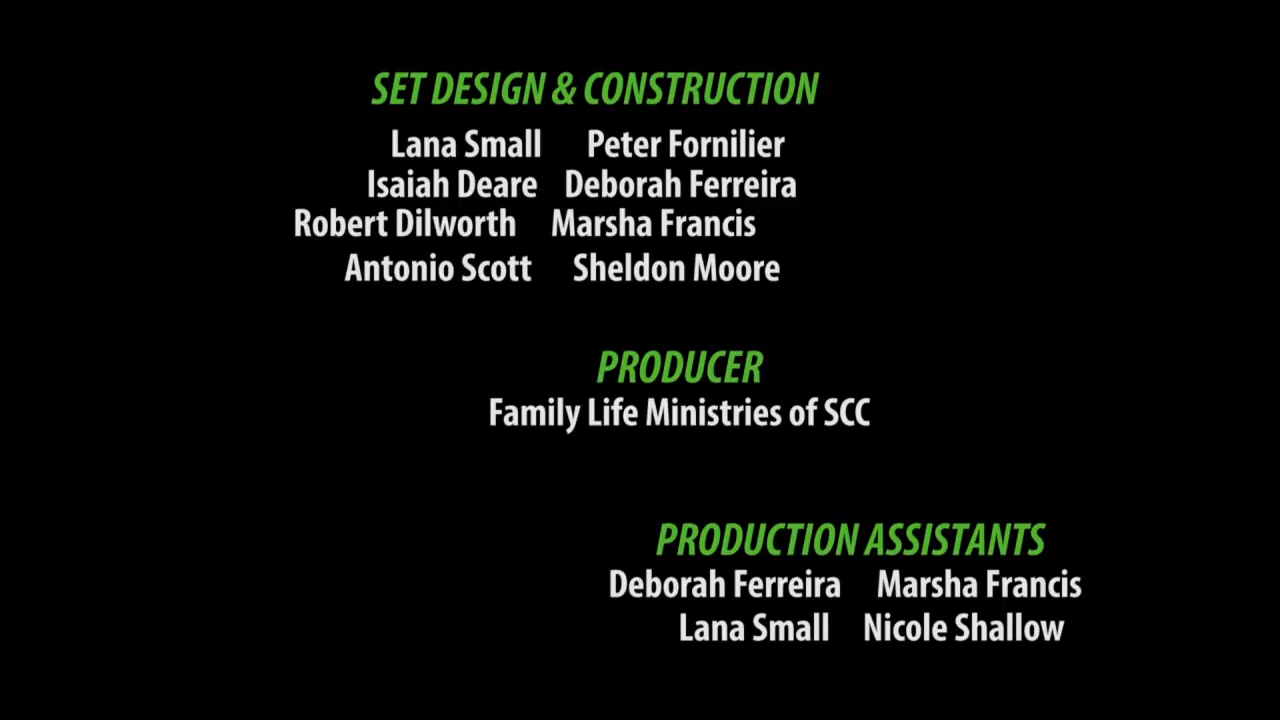 SET DESIGN & CONSTRUCTION
Lana Small Peter Fornilier
Isaiah Deare Deborah Ferreira
Robert Dilworth Marsha Francis
Antonio Scott Sheldon Moore
PRODUCER
Family Life Ministries of SCC
PRODUCTION ASSISTANTS
Deborah Ferreira Marsha Francis
Lana Small Nicole Shallow